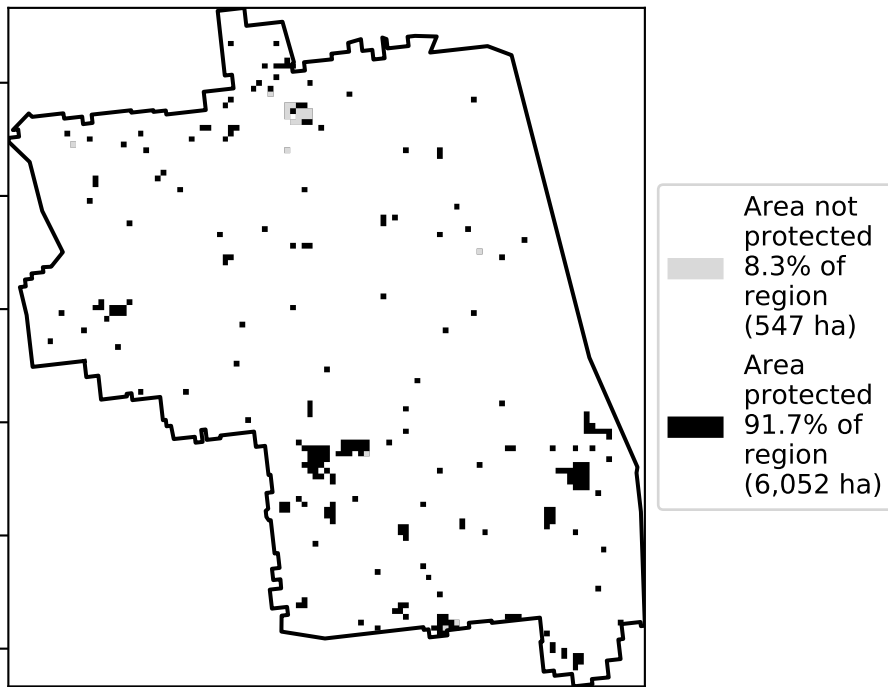 Area not
protected
8.3% of
region
(547 ha)
Area
protected
91.7% of
region
(6,052 ha)